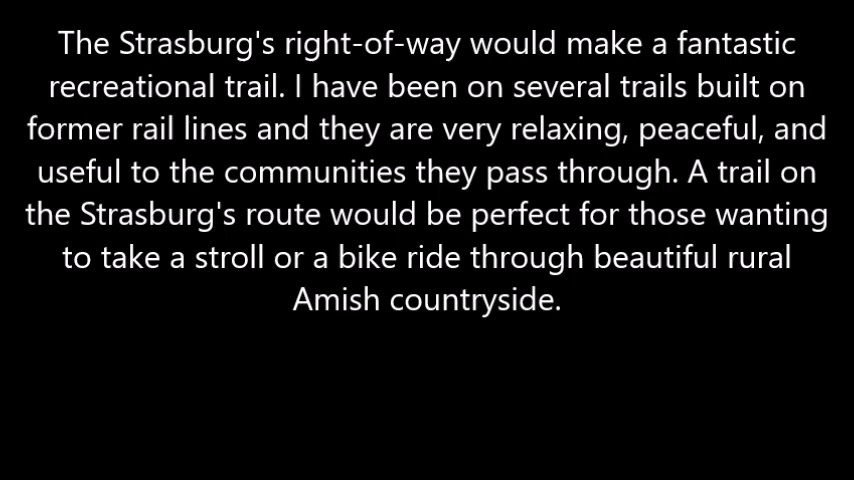 The Strasburg's right-of-way would make a fantastic
recreational trail. I have been on several trails built on
former rail lines and they are very relaxing, peaceful, and
useful to the communities they pass through. A trail on
the Strasburg's route would be perfect for those wanting
to take a stroll or a bike ride through beautiful rural
Amish countryside.